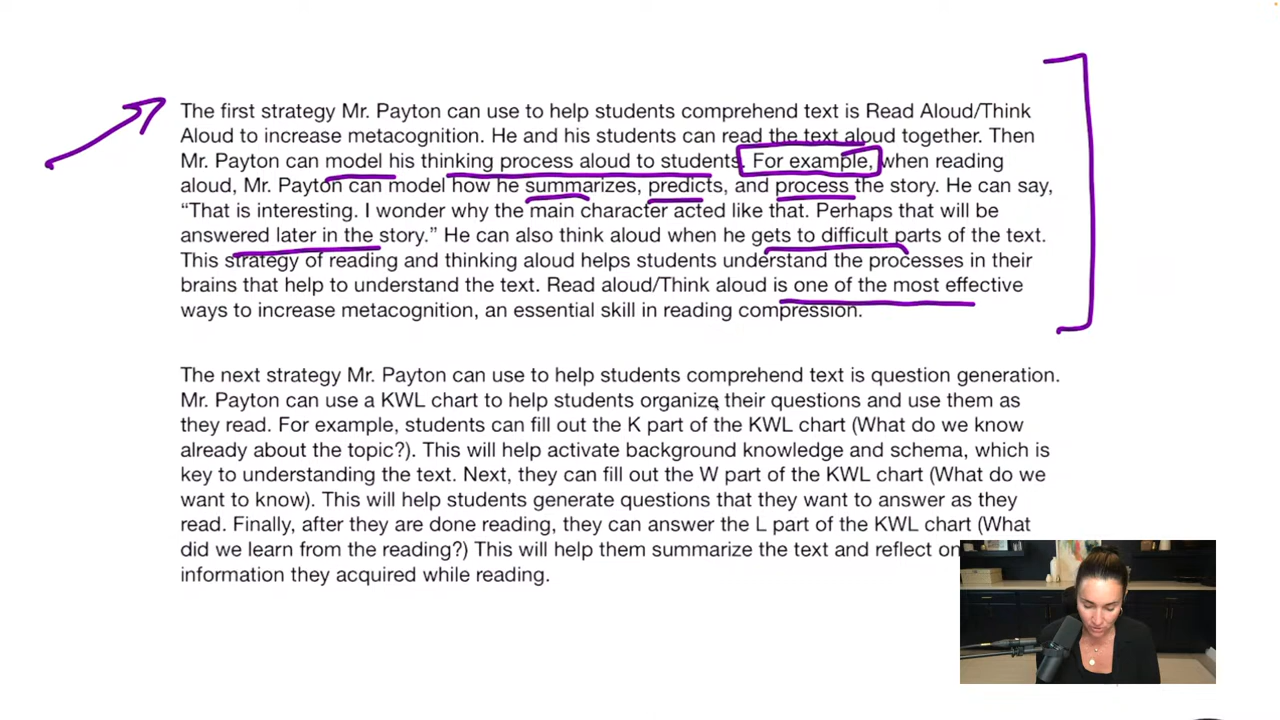 The first strategy Mr. Payton can use to help students comprehend text is Read Aloud/Think
Aloud to increase metacognition. He and his students can read the text aloud together. Then
Mr. Payton can model his thinking process aloud to students. For example, when reading
aloud, Mr. Payton can model how he summarizes, predicts, and process the story. He can say,
“That is interesting. I wonder why the main character acted like that. Perhaps that will be
answered later in the story.” He can also think aloud when he gets to difficult parts of the text.
This strategy of reading and thinking aloud helps students understand the processes in their
brains that help to understand the text. Read aloud/Think aloud is one of the most effective
ways to increase metacognition, an essential skill in reading compression.
The next strategy Mr. Payton can use to help students comprehend text is question generation.
Mr. Payton can use a KWL chart to help students organize their questions and use them as
they read. For example, students can fill out the K part of the KWL chart (What do we know
already about the topic?). This will help activate background knowledge and schema, which is
key to understanding the text. Next, they can fill out the W part of the KWL chart (What do we
want to know). This will help students generate questions that they want to answer as they
read. Finally, after they are done reading, they can answer the L part of the KWL chart (What
did we learn from the reading?) This will help them summarize the text and reflect on
information they acquired while reading.